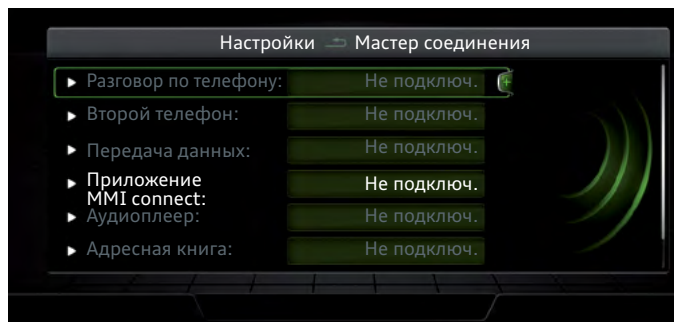 Настройки Мастер соединения
Разговор по телефону: Не подключ.
Второй телефон: Не подключ.
Передача данных: Не подключ.
Приложение
MMI connect: Не подключ.
Аудиоплеер: Не подключ.
Адресная книга: Не подключ.